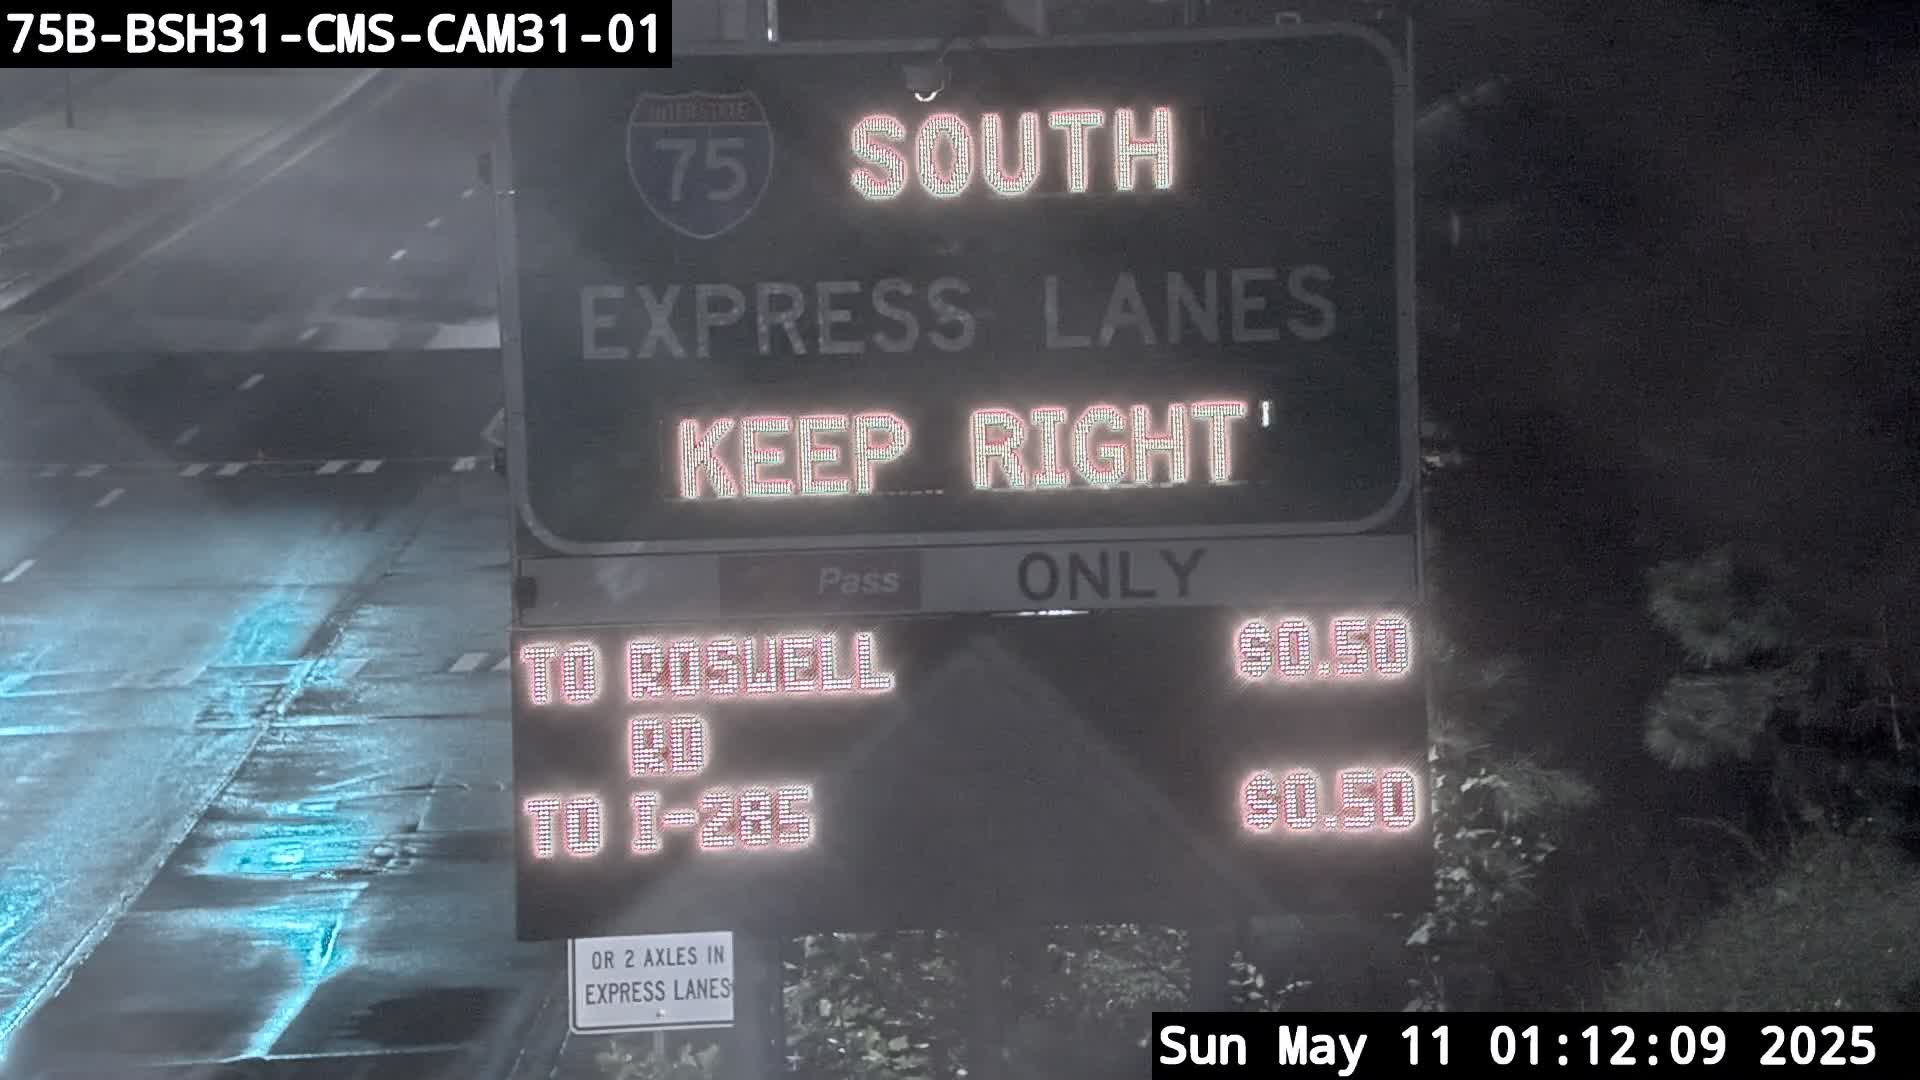 75B-BSH31-CMS-CAM31-01
INTERSTATE
75
SOUTH
EXPRESS LANES
KEEP RIGHT
Pass ONLY
TO ROSWELL $0.50
RD
TO I-285 $0.50
OR 2 AXLES IN
EXPRESS LANES
Sun May 11 01:12:09 2025